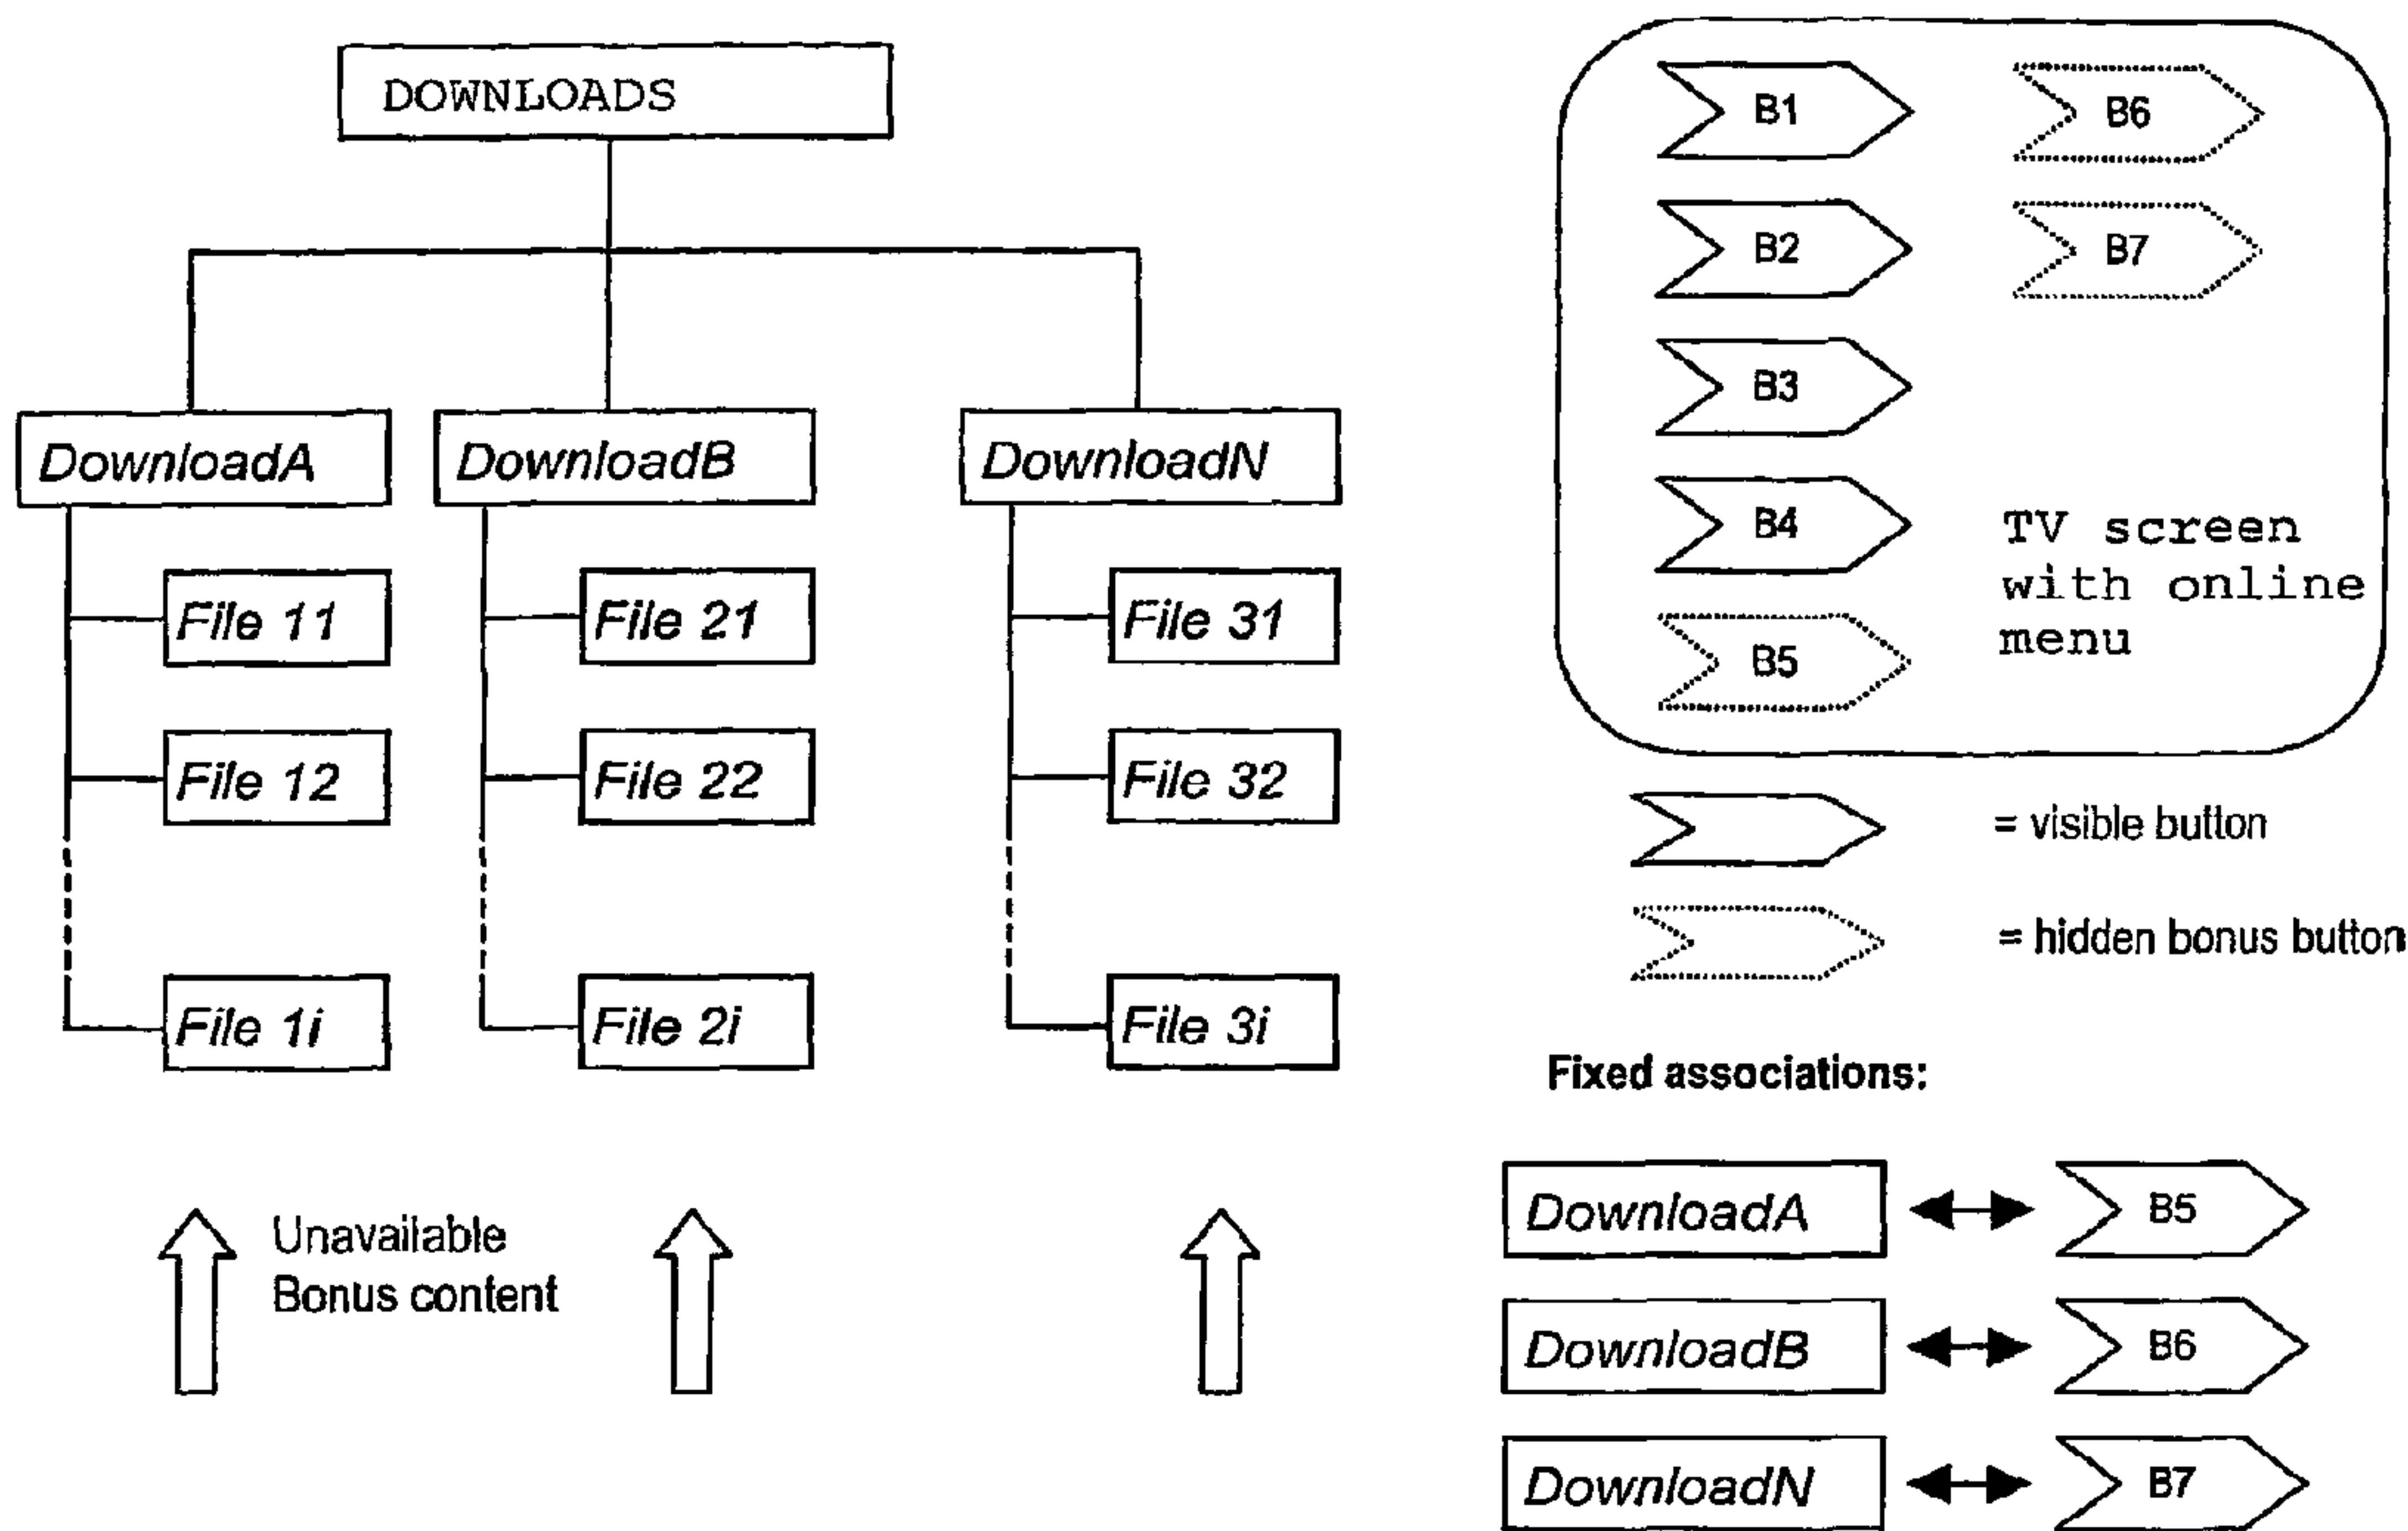 DOWNLOADS
DownloadA
DownloadB
DownloadN
File 11
File 21
File 31
File 12
File 22
File 32
File 1i
File 2i
File 3i
Unavailable
Bonus content
B1
B6
B2
B7
B3
B4
B5
TV screen
with online
menu
= visible button
= hidden bonus button
Fixed associations:
DownloadA
B5
DownloadB
B6
DownloadN
B7